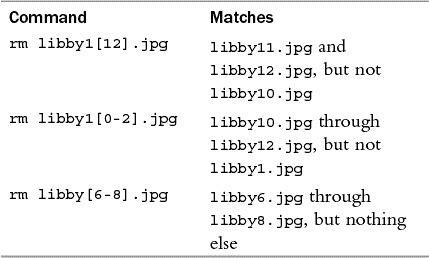 Command Matches
rm libby1[12].jpg libby11.jpg and
libby12.jpg, but not
libby10.jpg
rm libby1[0-2].jpg libby10.jpg through
libby12.jpg, but not
libby1.jpg
rm libby[6-8].jpg libby6.jpg through
libby8.jpg, but nothing
else